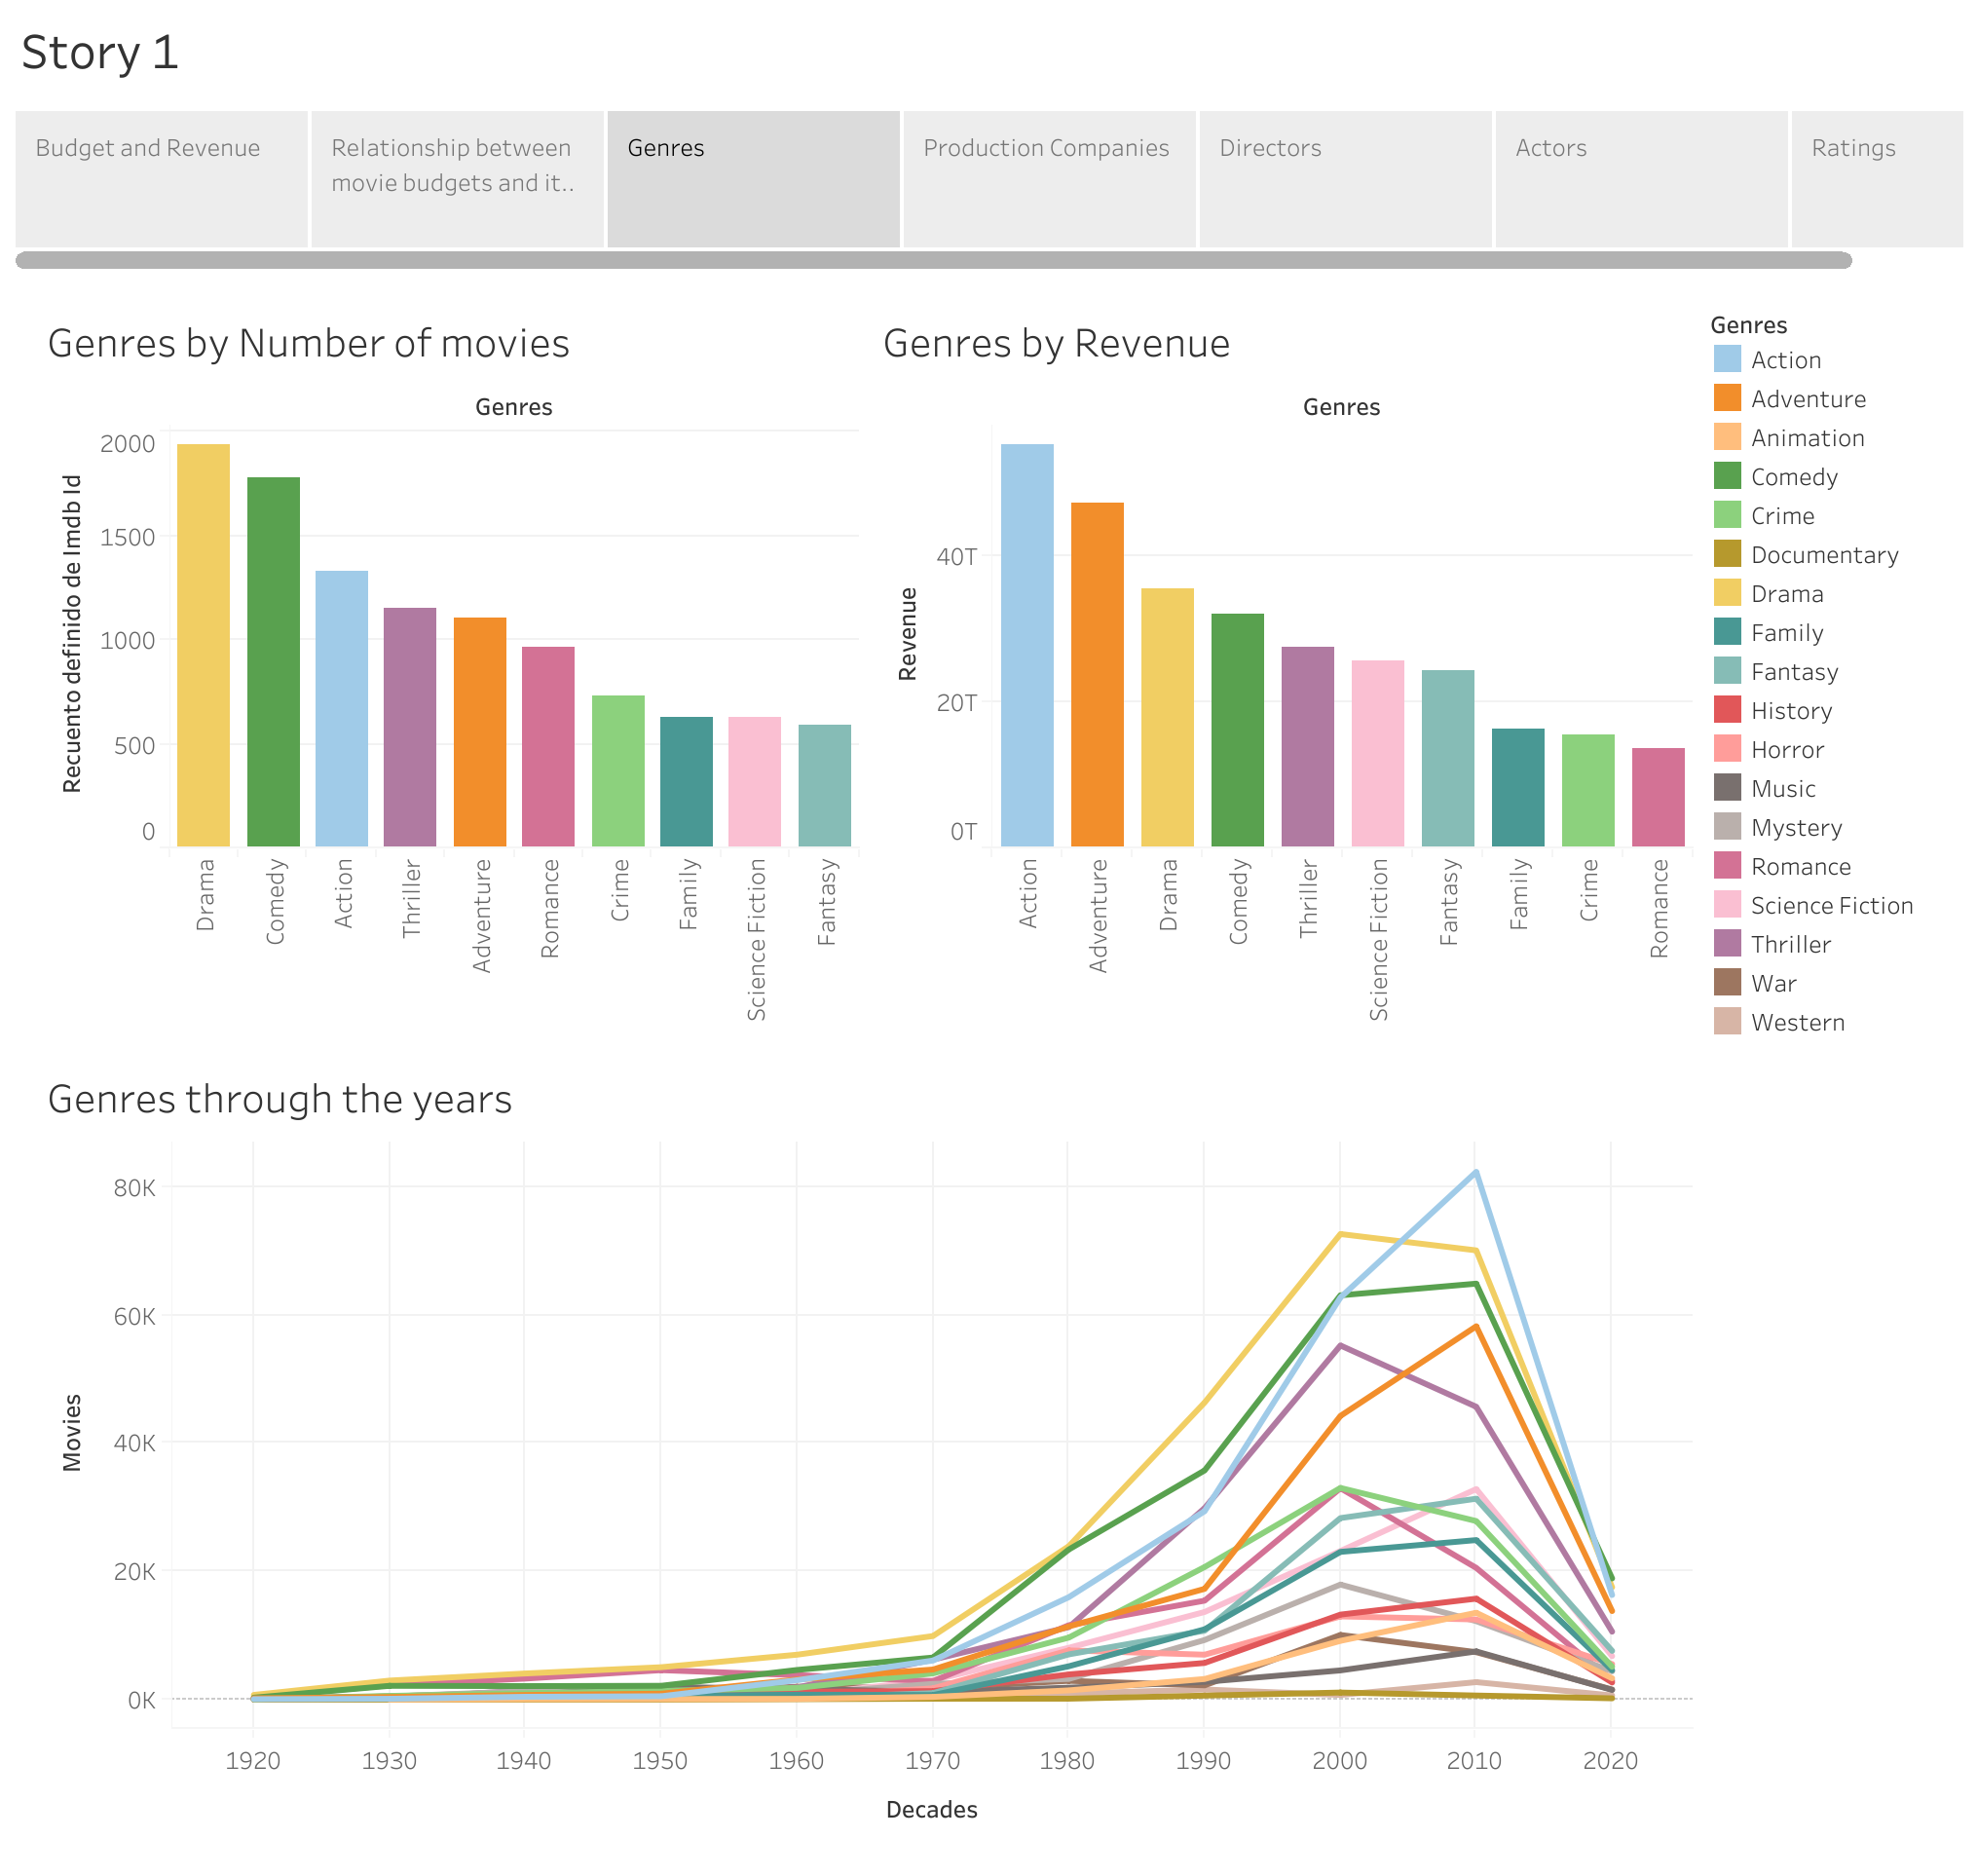 Story 1
Budget and Revenue
Relationship between
movie budgets and it..
Genres
Production Companies
Directors
Actors
Ratings
Genres by Number of movies
Genres
Recuento definido de Imdb Id
2000
1500
1000
500
0
Drama
Comedy
Action
Thriller
Adventure
Romance
Crime
Family
Science Fiction
Fantasy
Genres by Revenue
Genres
Revenue
40T
20T
0T
Action
Adventure
Drama
Comedy
Thriller
Science Fiction
Fantasy
Family
Crime
Romance
Genres
Action
Adventure
Animation
Comedy
Crime
Documentary
Drama
Family
Fantasy
History
Horror
Music
Mystery
Romance
Science Fiction
Thriller
War
Western
Genres through the years
Movies
80K
60K
40K
20K
0K
1920
1930
1940
1950
1960
1970
1980
1990
2000
2010
2020
Decades